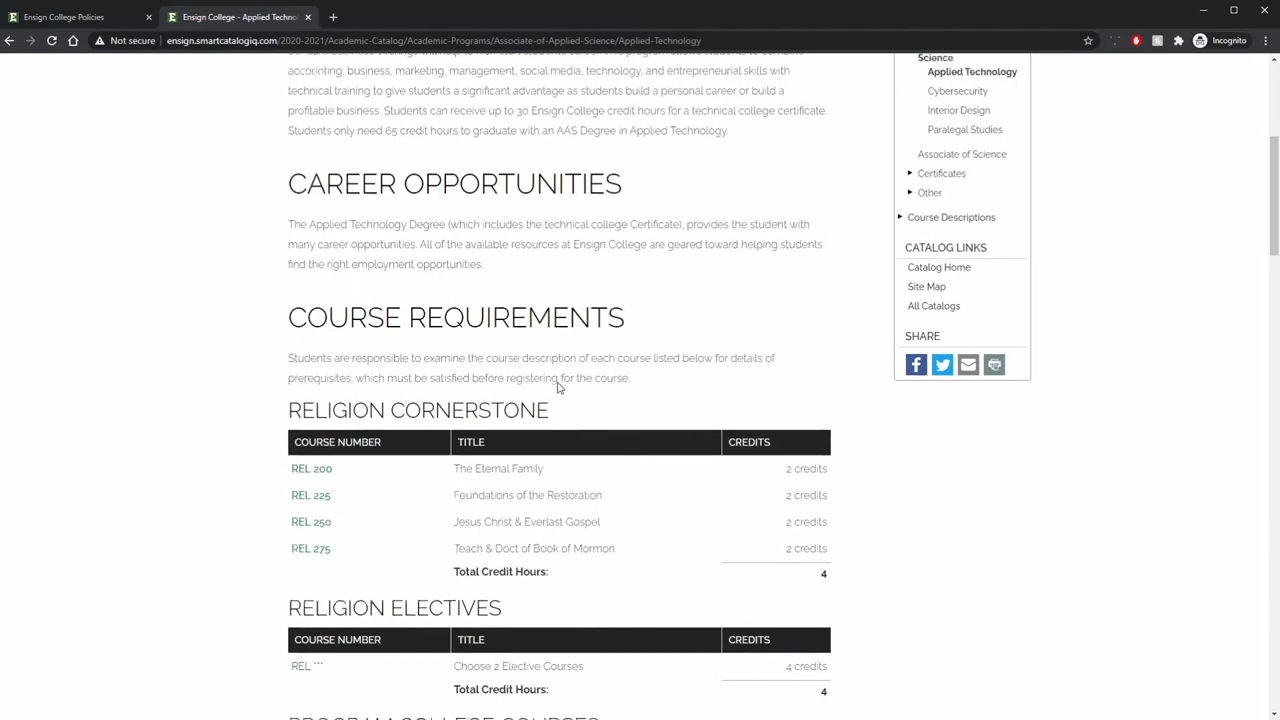 Ensign College Policies
Ensign College - Applied Technol
Not secure
ensign.smartcatalogiq.com/2020-2021/Academic-Catalog/Academic-Programs/Associate-of-Applied-Science/Applied-Technology
Incognito
accounting, business, marketing, management, social media, technology, and entrepreneurial skills with
technical training to give students a significant advantage as students build a personal career or build a
profitable business. Students can receive up to 30 Ensign College credit hours for a technical college certificate.
Students only need 65 credit hours to graduate with an AAS Degree in Applied Technology.
CAREER OPPORTUNITIES
The Applied Technology Degree (which includes the technical college Certificate), provides the student with
many career opportunities. All of the available resources at Ensign College are geared toward helping students
find the right employment opportunities.
COURSE REQUIREMENTS
Students are responsible to examine the course description of each course listed below for details of
prerequisites, which must be satisfied before registering for the course.
RELIGION CORNERSTONE
COURSE NUMBER TITLE CREDITS
REL 200 The Eternal Family 2 credits
REL 225 Foundations of the Restoration 2 credits
REL 250 Jesus Christ & Everlast Gospel 2 credits
REL 275 Teach & Doct of Book of Mormon 2 credits
Total Credit Hours: 4
RELIGION ELECTIVES
COURSE NUMBER TITLE CREDITS
REL *** Choose 2 Elective Courses 4 credits
Total Credit Hours: 4
Science
Applied Technology
Cybersecurity
Interior Design
Paralegal Studies
Associate of Science
Certificates
Other
Course Descriptions
CATALOG LINKS
Catalog Home
Site Map
All Catalogs
SHARE